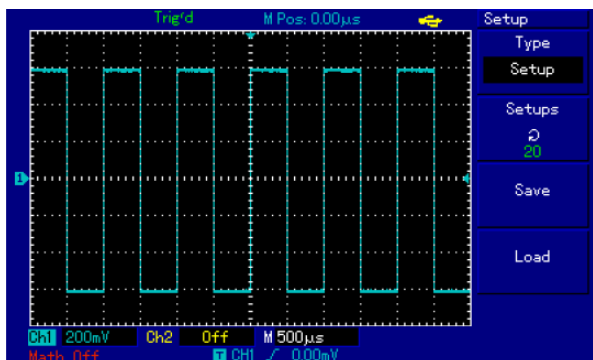 Trig'd M Pos: 0.00μs Setup
Type
Setup
Setups
20
1
Save
Load
Ch1 200mV Ch2 Off M 500μs
Math Off T CH1 0.00mV